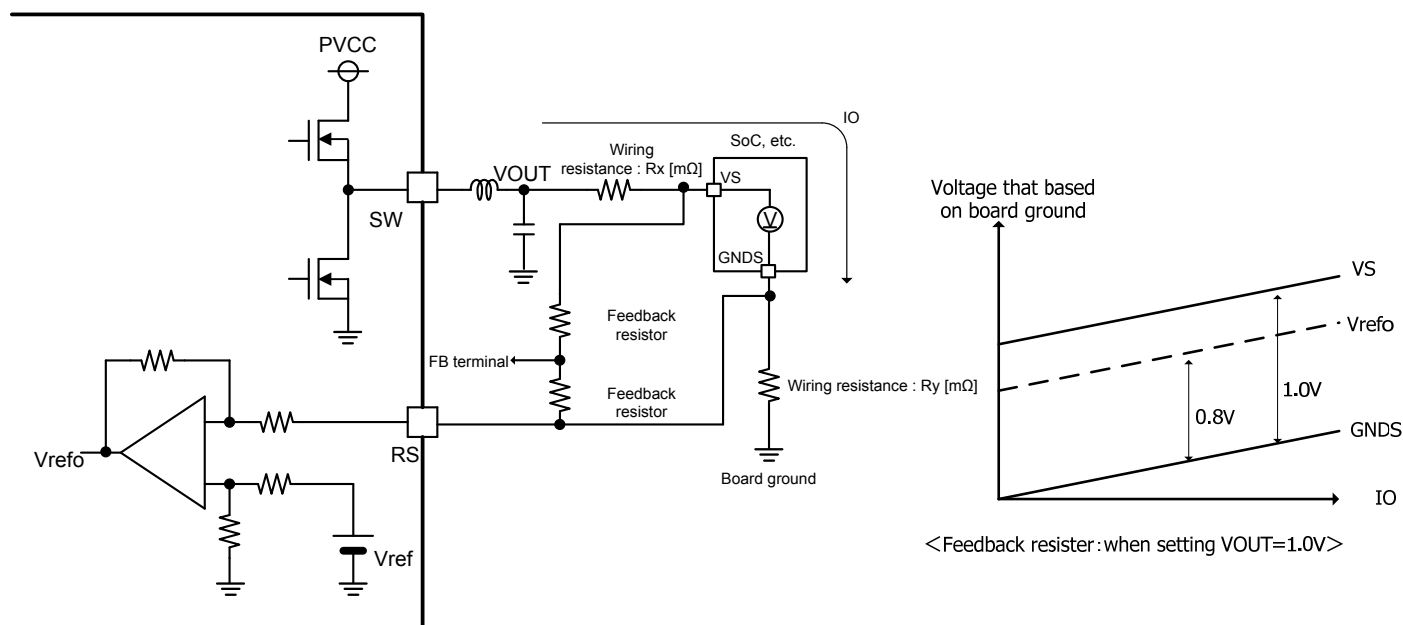 PVCC
IO
SoC, etc.
Wiring
resistance : Rx [mΩ]
VOUT
VS
V
SW
GNDS
Feedback
resistor
FB terminal
Feedback
resistor
Wiring resistance : Ry [mΩ]
Vrefo
RS
Board ground
Vref
Voltage that based
on board ground
VS
Vrefo
1.0V
0.8V
GNDS
IO
<Feedback resister:when setting VOUT=1.0V>